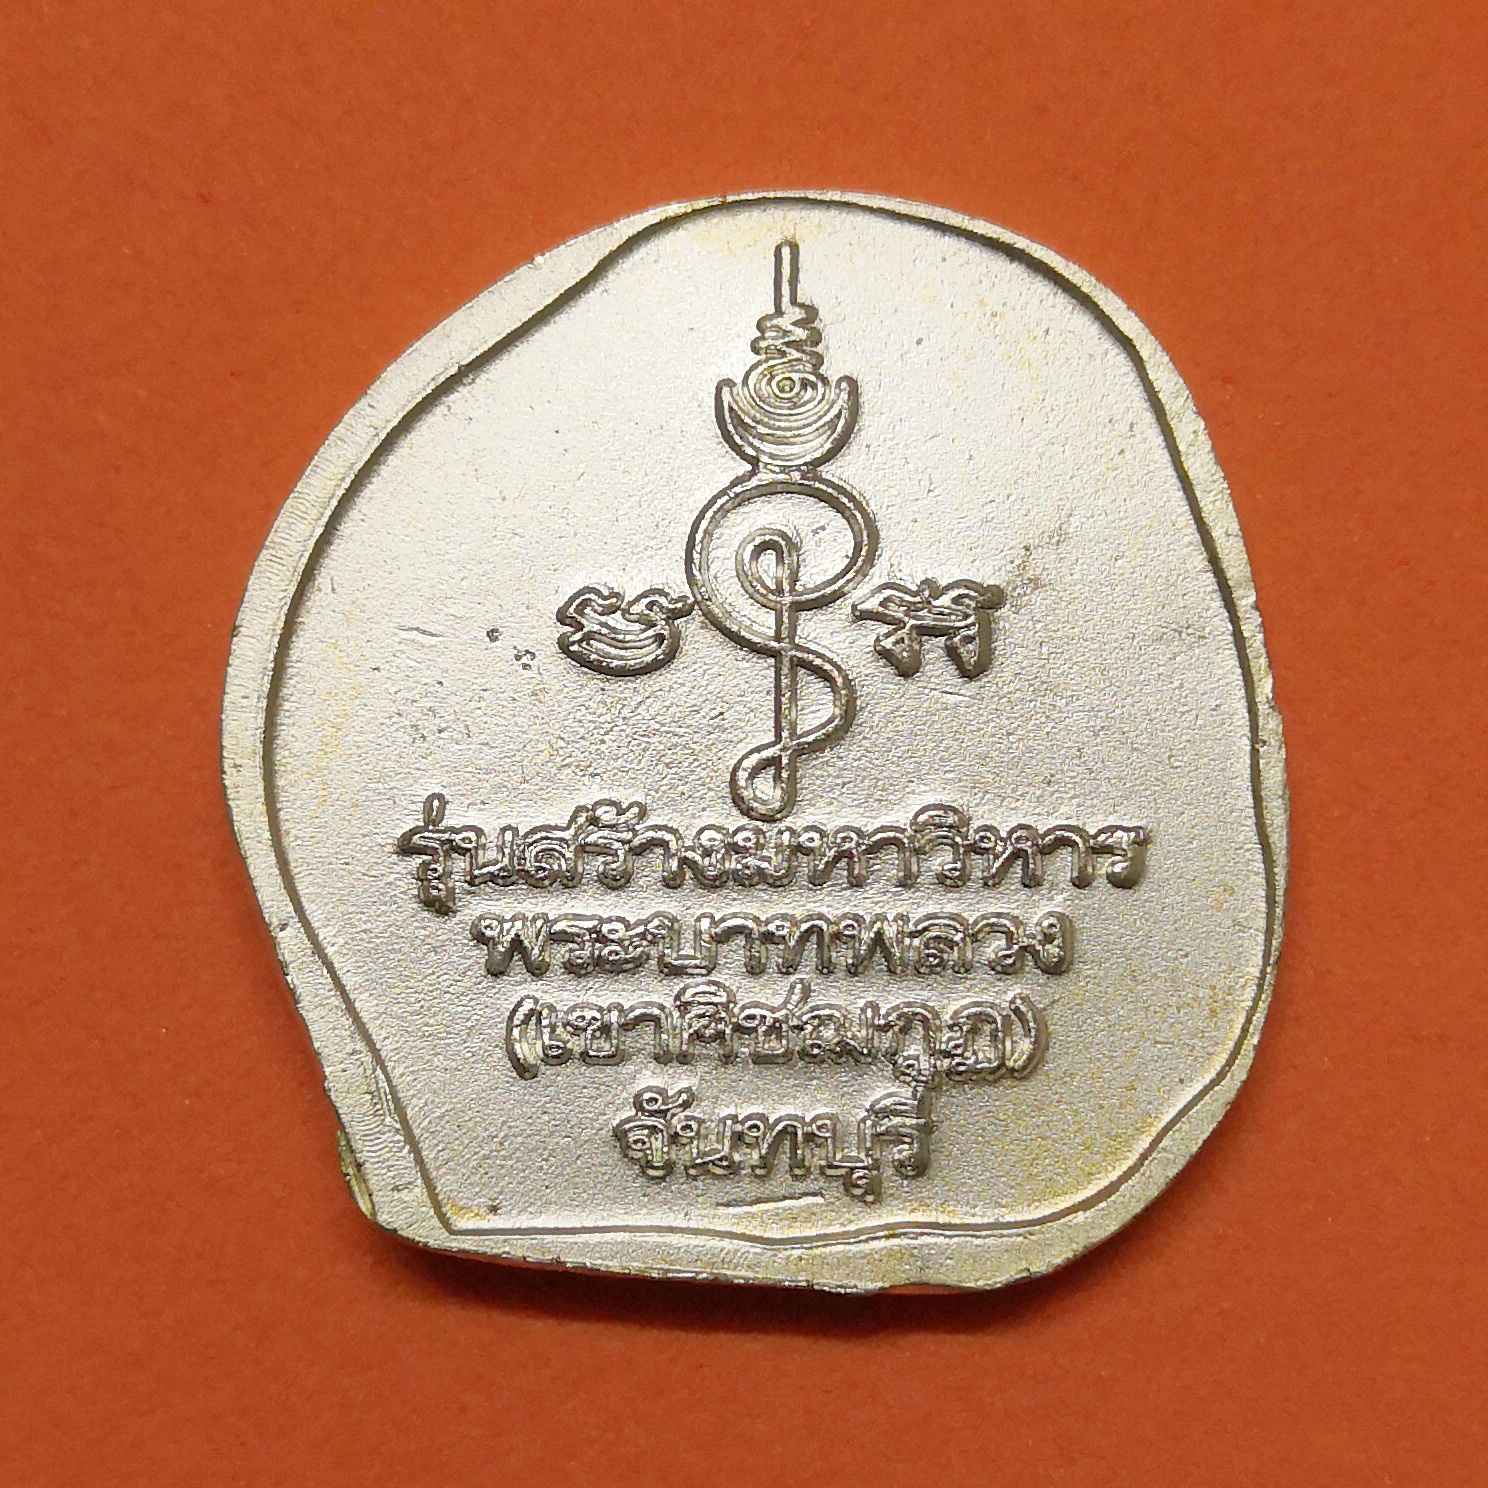 รุ่นสร้างมหาวิหาร
พระบาทพลวง
(เขาคิชฌกูฏ)
จันทบุรี